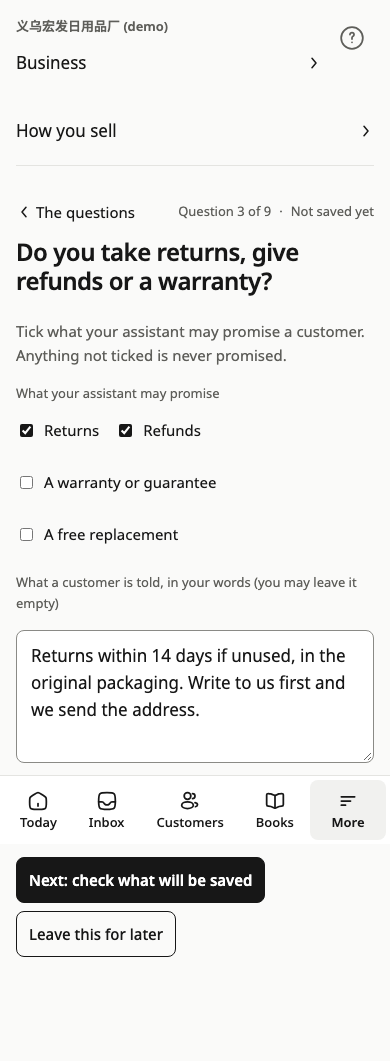 义乌宏发日用品厂 (demo)
Business
How you sell
The questions
Question 3 of 9 · Not saved yet
Do you take returns, give
refunds or a warranty?
Tick what your assistant may promise a customer.
Anything not ticked is never promised.
What your assistant may promise
Returns
Refunds
A warranty or guarantee
A free replacement
What a customer is told, in your words (you may leave it
empty)
Returns within 14 days if unused, in the
original packaging. Write to us first and
we send the address.
Today
Inbox
Customers
Books
More
Next: check what will be saved
Leave this for later